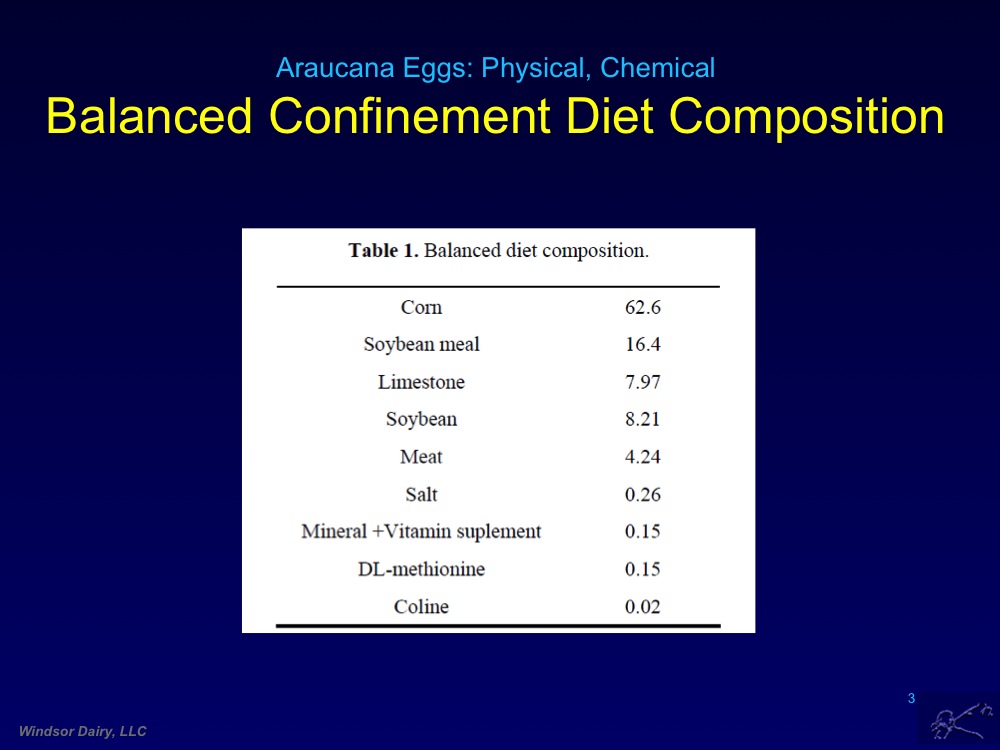 Araucana Eggs: Physical, Chemical
Balanced Confinement Diet Composition
Table 1. Balanced diet composition.
Corn 62.6
Soybean meal 16.4
Limestone 7.97
Soybean 8.21
Meat 4.24
Salt 0.26
Mineral +Vitamin suplement 0.15
DL-methionine 0.15
Coline 0.02
3
Windsor Dairy, LLC